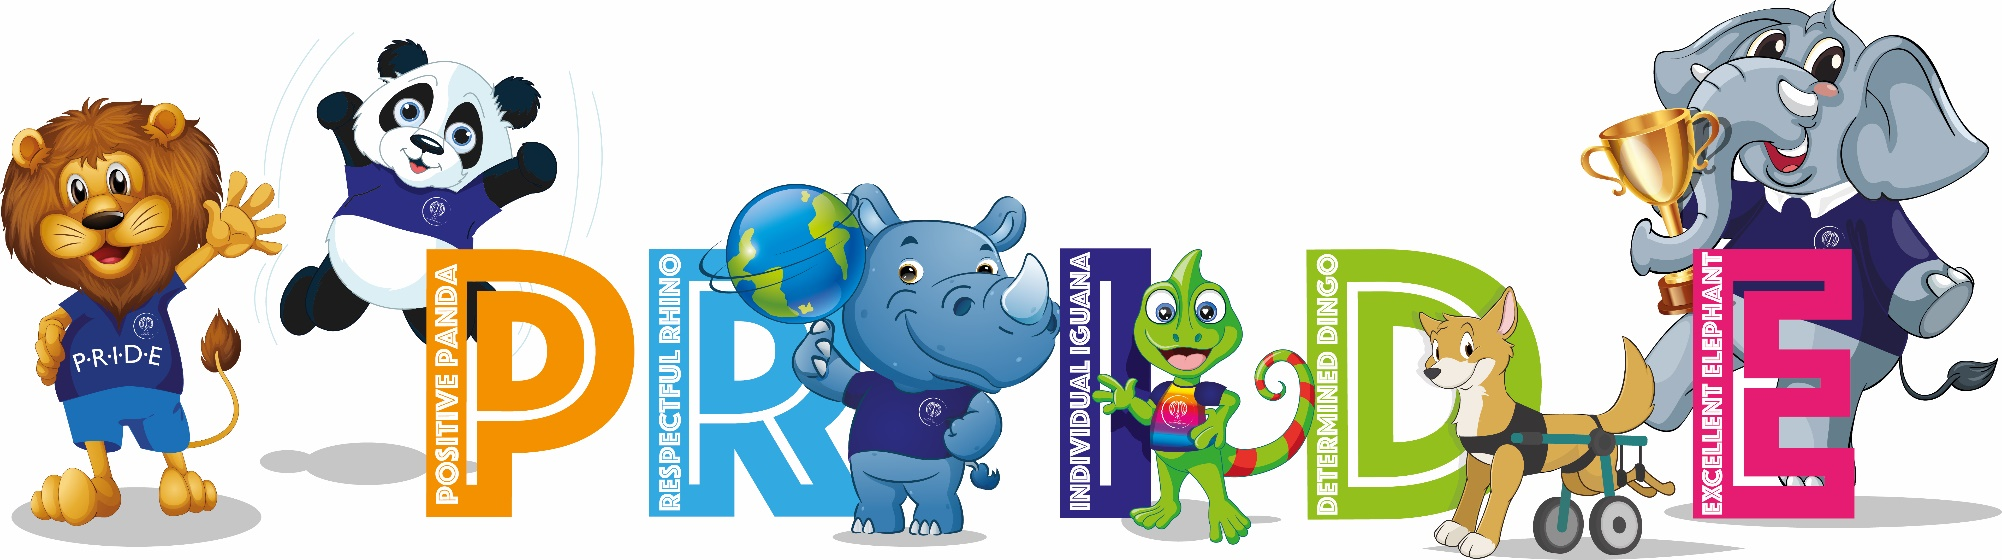 P·R·I·D·E
P
POSITIVE PANDA
R
RESPECTFUL RHINO
I
INDIVIDUAL IGUANA
D
DETERMINED DINGO
E
EXCELLENT ELEPHANT